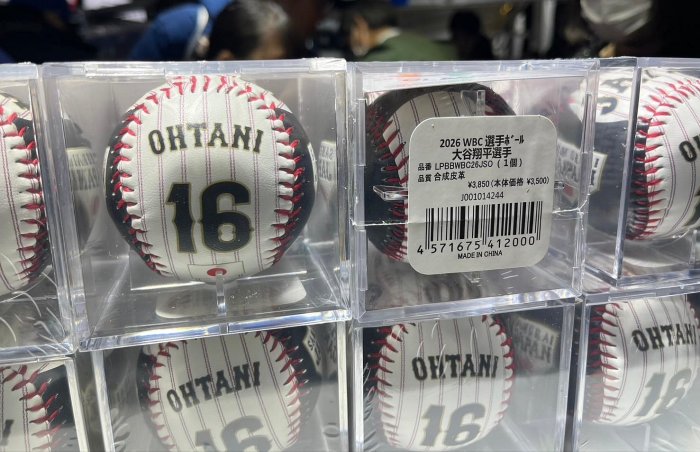 OHTANI
16
2026 WBC 選手ﾎﾞｰﾙ
大谷翔平選手
品番 LPBBWBC26JSO (1個)
品質 合成皮革
¥3,850(本体価格 ¥3,500)
J001014244
4 571675 412000
MADE IN CHINA
OHTANI
16
OHTANI
16
OHTANI
16